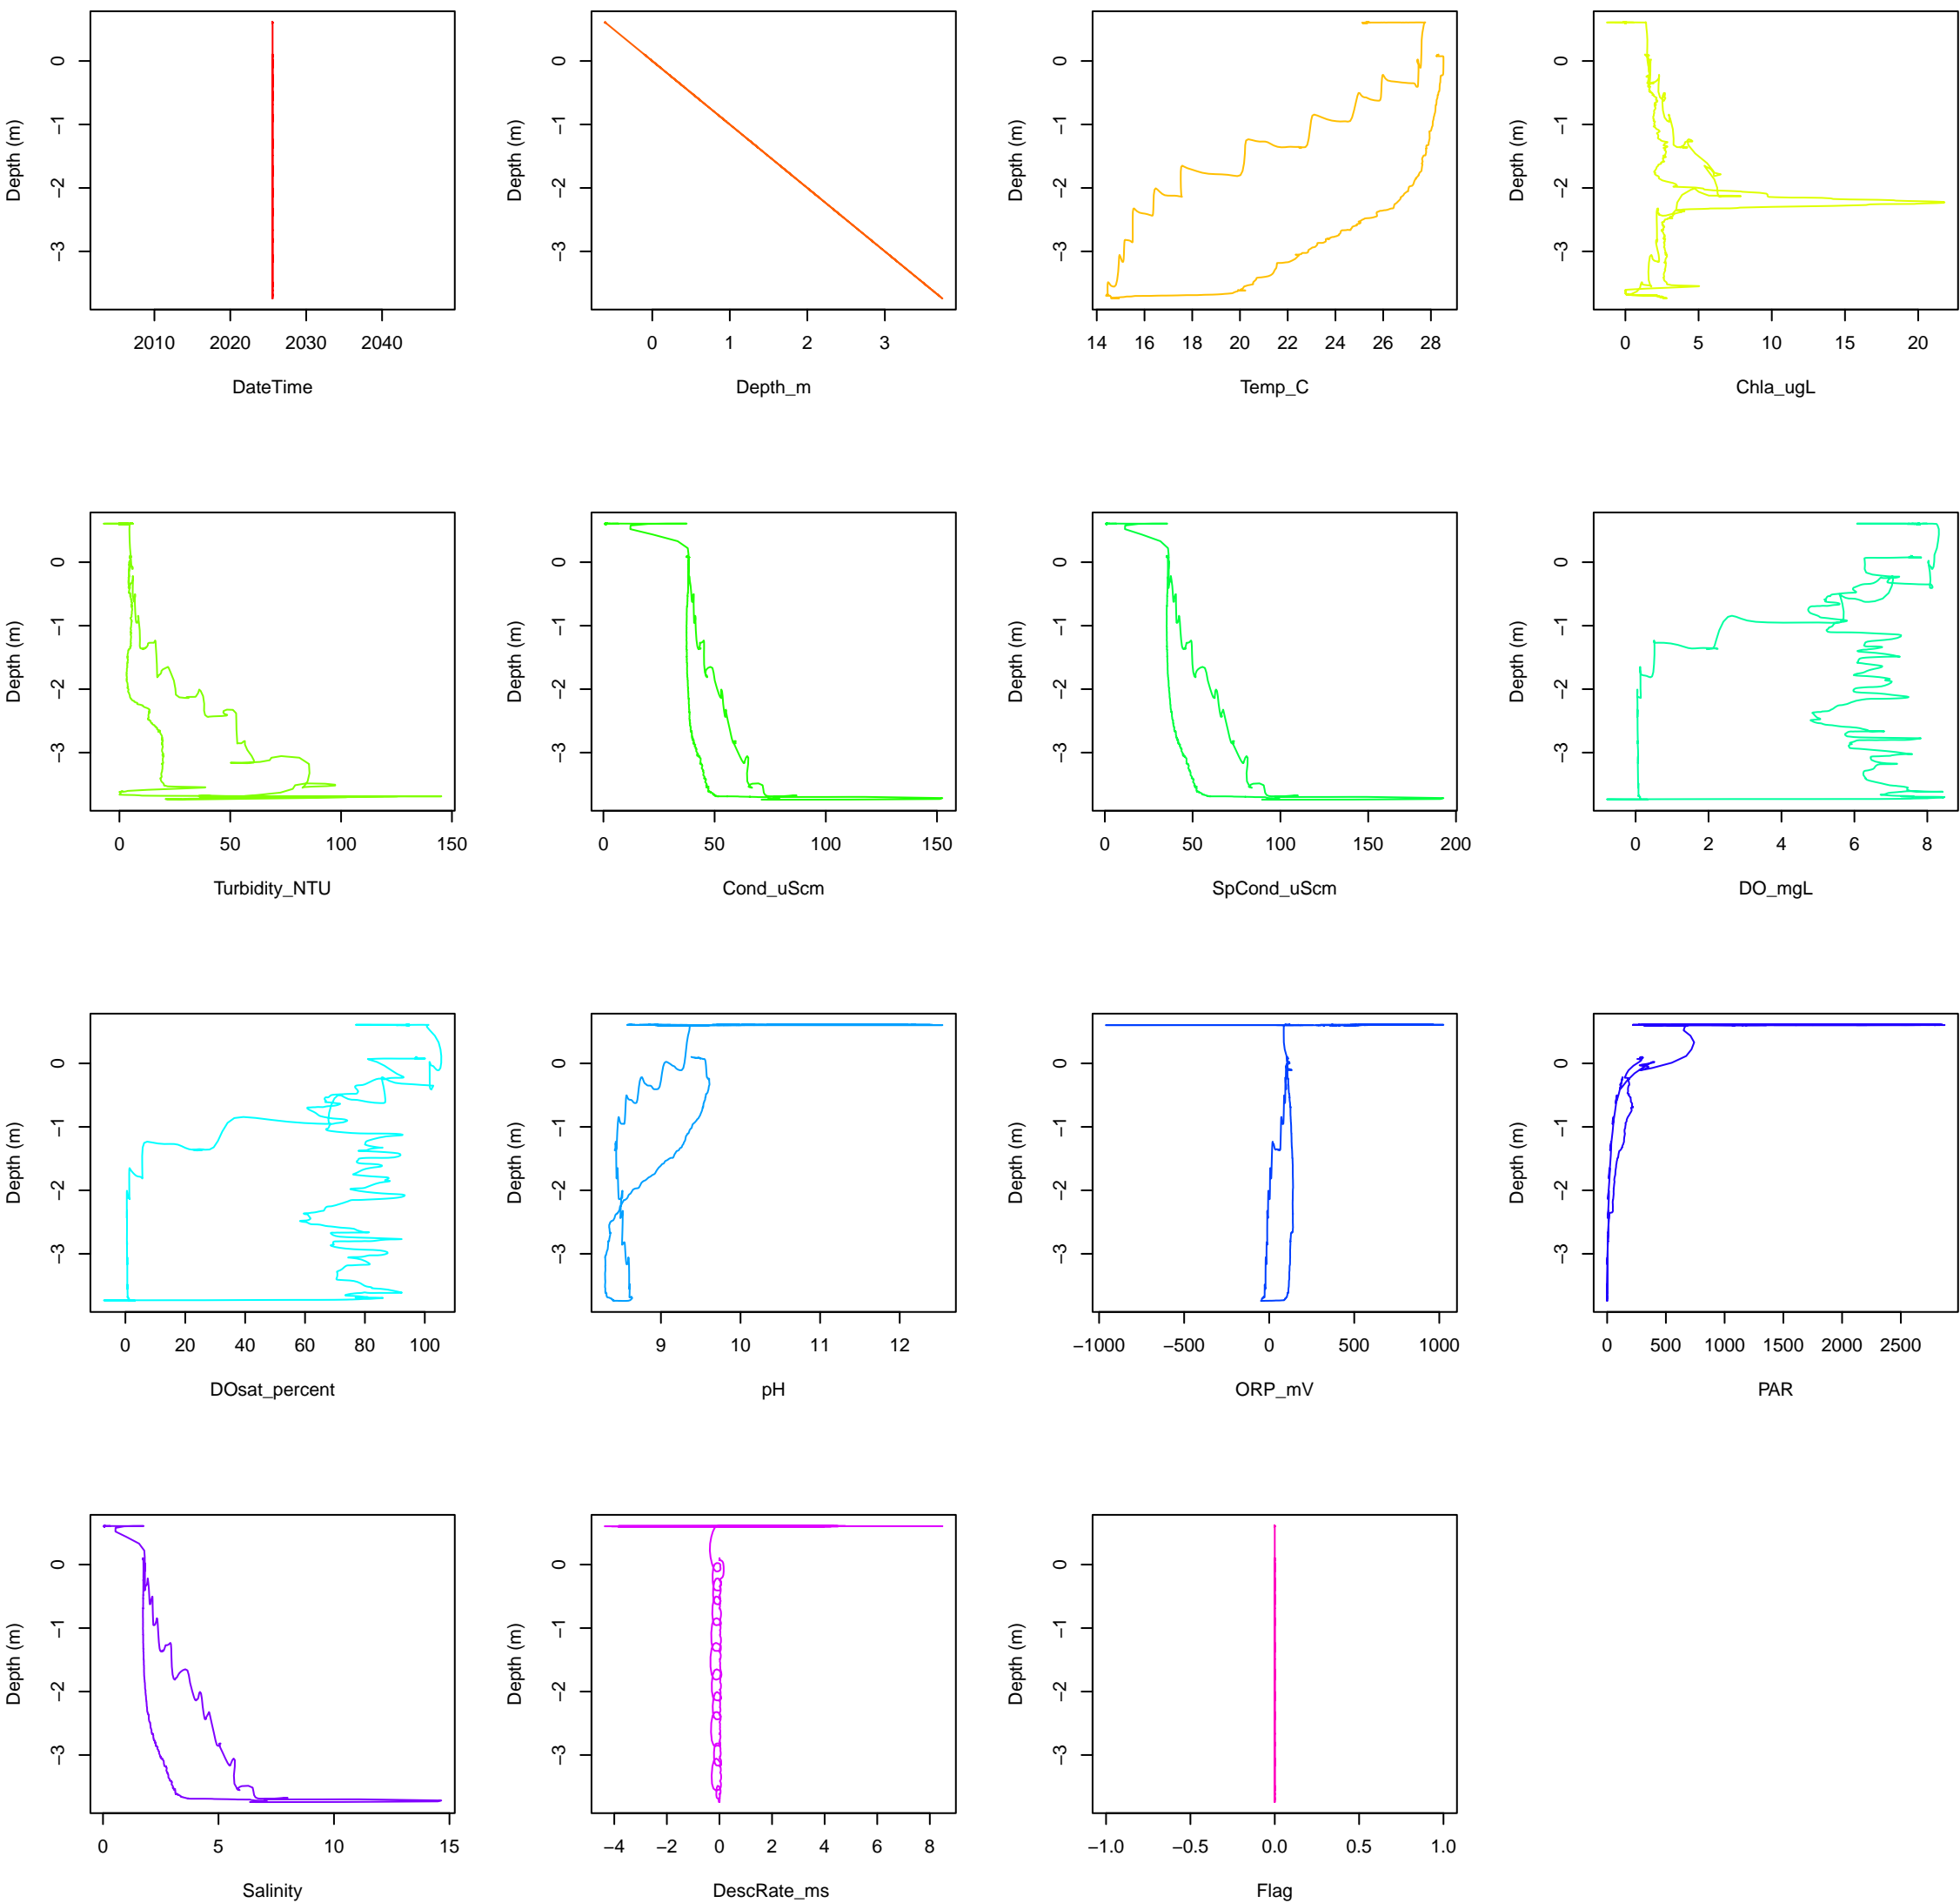 Depth (m)
0
−1
−2
−3
2010 2020 2030 2040
DateTime
Depth (m)
0
−1
−2
−3
0 1 2 3
Depth_m
Depth (m)
0
−1
−2
−3
14 16 18 20 22 24 26 28
Temp_C
Depth (m)
0
−1
−2
−3
0 5 10 15 20
Chla_ugL
Depth (m)
0
−1
−2
−3
0 50 100 150
Turbidity_NTU
Depth (m)
0
−1
−2
−3
0 50 100 150
Cond_uScm
Depth (m)
0
−1
−2
−3
0 50 100 150 200
SpCond_uScm
Depth (m)
0
−1
−2
−3
0 2 4 6 8
DO_mgL
Depth (m)
0
−1
−2
−3
0 20 40 60 80 100
DOsat_percent
Depth (m)
0
−1
−2
−3
9 10 11 12
pH
Depth (m)
0
−1
−2
−3
−1000 −500 0 500 1000
ORP_mV
Depth (m)
0
−1
−2
−3
0 500 1000 2000 2500
1500
PAR
Depth (m)
0
−1
−2
−3
0 5 10 15
Salinity
Depth (m)
0
−1
−2
−3
−4 −2 0 2 4 6 8
DescRate_ms
Depth (m)
0
−1
−2
−3
−1.0 −0.5 0.0 0.5 1.0
Flag